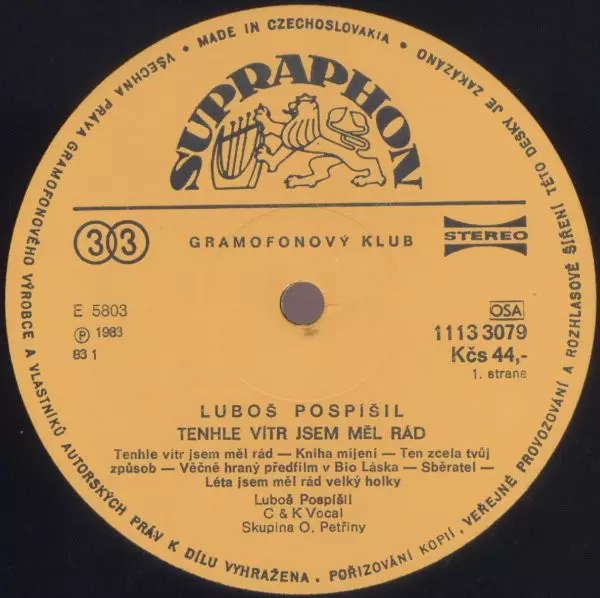 VŠECHNA PRÁVA GRAMOFONOVÉHO VÝROBCE A VLASTNÍKŮ AUTORSKÝCH PRÁV K DÍLU VYHRAŽENA. POŘIZOVÁNÍ KOPIÍ, VEŘEJNÉ PROVOZOVÁNÍ A ROZHLASOVÉ ŠÍŘENÍ TÉTO DESKY JE ZAKÁZÁNO • MADE IN CZECHOSLOVAKIA •
SUPRAPHON
33
GRAMOFONOVÝ KLUB
STEREO
E 5803
OSA
Ⓟ 1983
1113 3079
83 1
Kčs 44,-
1. strana
LUBOŠ POSPÍŠIL
TENHLE VÍTR JSEM MĚL RÁD
Tenhle vítr jsem měl rád — Kniha míjení — Ten zcela tvůj
způsob — Věčně hraný předfilm v Bio Láska — Sběratel —
Léta jsem měl rád velký holky
Luboš Pospíšil
C & K Vocal
Skupina O. Petřiny